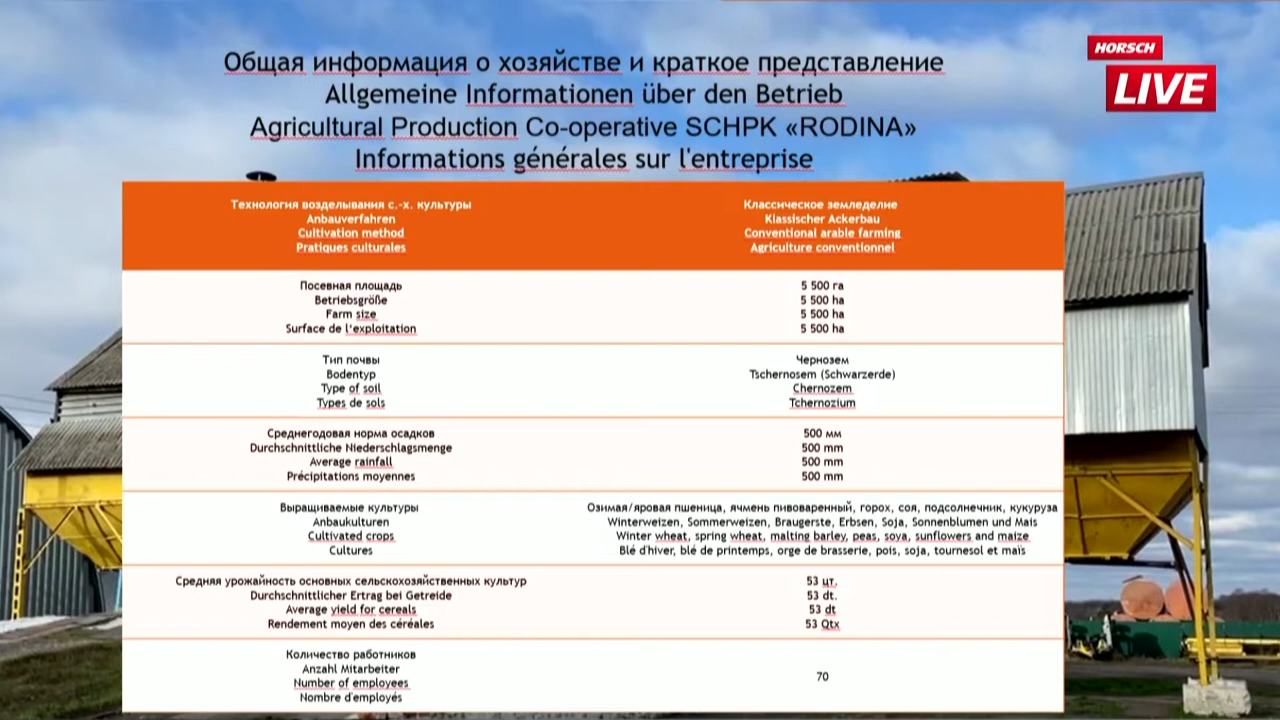 HORSCH
LIVE
Общая информация о хозяйстве и краткое представление
Allgemeine Informationen über den Betrieb
Agricultural Production Co-operative SCHPK «RODINA»
Informations générales sur l'entreprise
Технология возделывания с.-х. культуры
Anbauverfahren
Cultivation method
Pratiques culturales
Классическое земледелие
Klassischer Ackerbau
Conventional arable farming
Agriculture conventionnel
Посевная площадь
Betriebsgröße
Farm size
Surface de l'exploitation
5 500 га
5 500 ha
5 500 ha
5 500 ha
Тип почвы
Bodentyp
Type of soil
Types de sols
Чернозем
Tschernosem (Schwarzerde)
Chernozem
Tchernozium
Среднегодовая норма осадков
Durchschnittliche Niederschlagsmenge
Average rainfall
Précipitations moyennes
500 мм
500 mm
500 mm
500 mm
Выращиваемые культуры
Anbaukulturen
Cultivated crops
Cultures
Озимая/яровая пшеница, ячмень пивоваренный, горох, соя, подсолнечник, кукуруза
Winterweizen, Sommerweizen, Braugerste, Erbsen, Soja, Sonnenblumen und Mais
Winter wheat, spring wheat, malting barley, peas, soya, sunflowers and maize
Blé d'hiver, blé de printemps, orge de brasserie, pois, soja, tournesol et maïs
Средняя урожайность основных сельскохозяйственных культур
Durchschnittlicher Ertrag bei Getreide
Average yield for cereals
Rendement moyen des céréales
53 цт.
53 dt.
53 dt
53 Qtx
Количество работников
Anzahl Mitarbeiter
Number of employees
Nombre d'employés
70